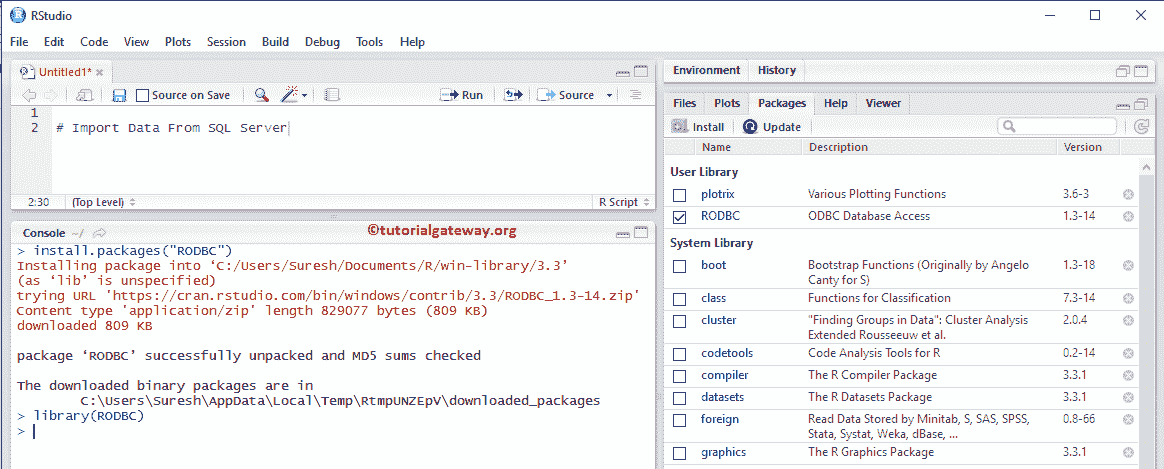 RStudio
File Edit Code View Plots Session Build Debug Tools Help
Untitled1*
Source on Save Run Source
1
2 # Import Data From SQL Server
2:30 (Top Level) R Script
Console ~/
©tutorialgateway.org
> install.packages("RODBC")
Installing package into ‘C:/Users/Suresh/Documents/R/win-library/3.3’
(as ‘lib’ is unspecified)
trying URL 'https://cran.rstudio.com/bin/windows/contrib/3.3/RODBC_1.3-14.zip'
Content type 'application/zip' length 829077 bytes (809 KB)
downloaded 809 KB
package ‘RODBC’ successfully unpacked and MD5 sums checked
The downloaded binary packages are in
C:\Users\Suresh\AppData\Local\Temp\RtmpUNZEpV\downloaded_packages
> library(RODBC)
>
Environment History
Files Plots Packages Help Viewer
Install Update
Name Description Version
User Library
plotrix Various Plotting Functions 3.6-3
RODBC ODBC Database Access 1.3-14
System Library
boot Bootstrap Functions (Originally by Angelo 1.3-18
Canty for S)
class Functions for Classification 7.3-14
cluster "Finding Groups in Data": Cluster Analysis 2.0.4
Extended Rousseeuw et al.
codetools Code Analysis Tools for R 0.2-14
compiler The R Compiler Package 3.3.1
datasets The R Datasets Package 3.3.1
foreign Read Data Stored by Minitab, S, SAS, SPSS, 0.8-66
Stata, Systat, Weka, dBase, ...
graphics The R Graphics Package 3.3.1